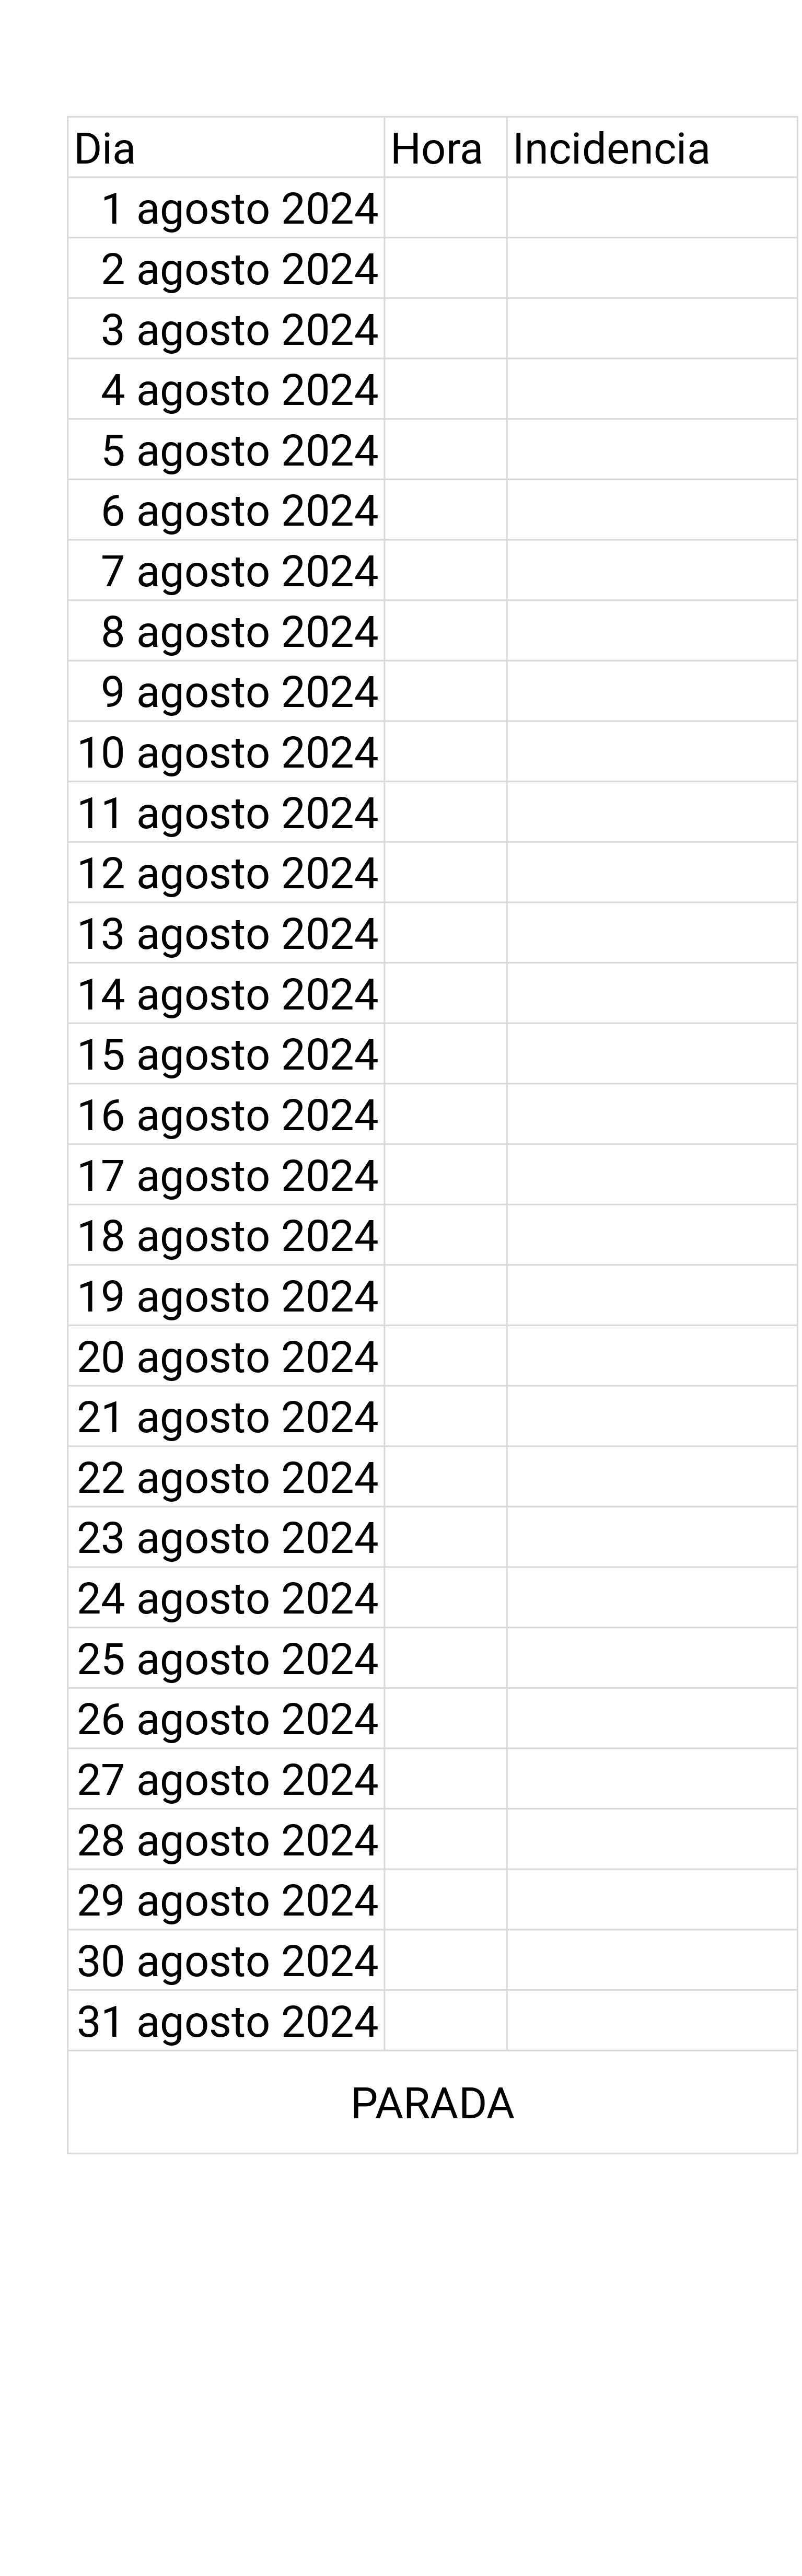 Dia Hora Incidencia
1 agosto 2024
2 agosto 2024
3 agosto 2024
4 agosto 2024
5 agosto 2024
6 agosto 2024
7 agosto 2024
8 agosto 2024
9 agosto 2024
10 agosto 2024
11 agosto 2024
12 agosto 2024
13 agosto 2024
14 agosto 2024
15 agosto 2024
16 agosto 2024
17 agosto 2024
18 agosto 2024
19 agosto 2024
20 agosto 2024
21 agosto 2024
22 agosto 2024
23 agosto 2024
24 agosto 2024
25 agosto 2024
26 agosto 2024
27 agosto 2024
28 agosto 2024
29 agosto 2024
30 agosto 2024
31 agosto 2024
PARADA